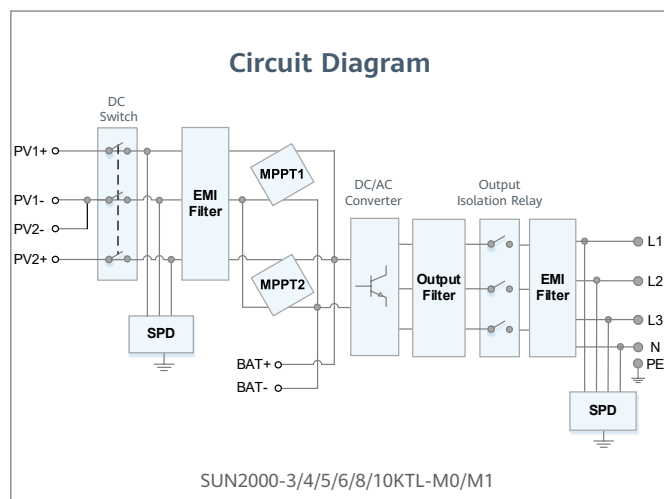 Circuit Diagram
DC
Switch
PV1+
PV1-
PV2-
PV2+
EMI
Filter
SPD
MPPT1
MPPT2
BAT+
BAT-
DC/AC
Converter
Output
Filter
Output
Isolation Relay
EMI
Filter
L1
L2
L3
N
PE
SPD
SUN2000-3/4/5/6/8/10KTL-M0/M1